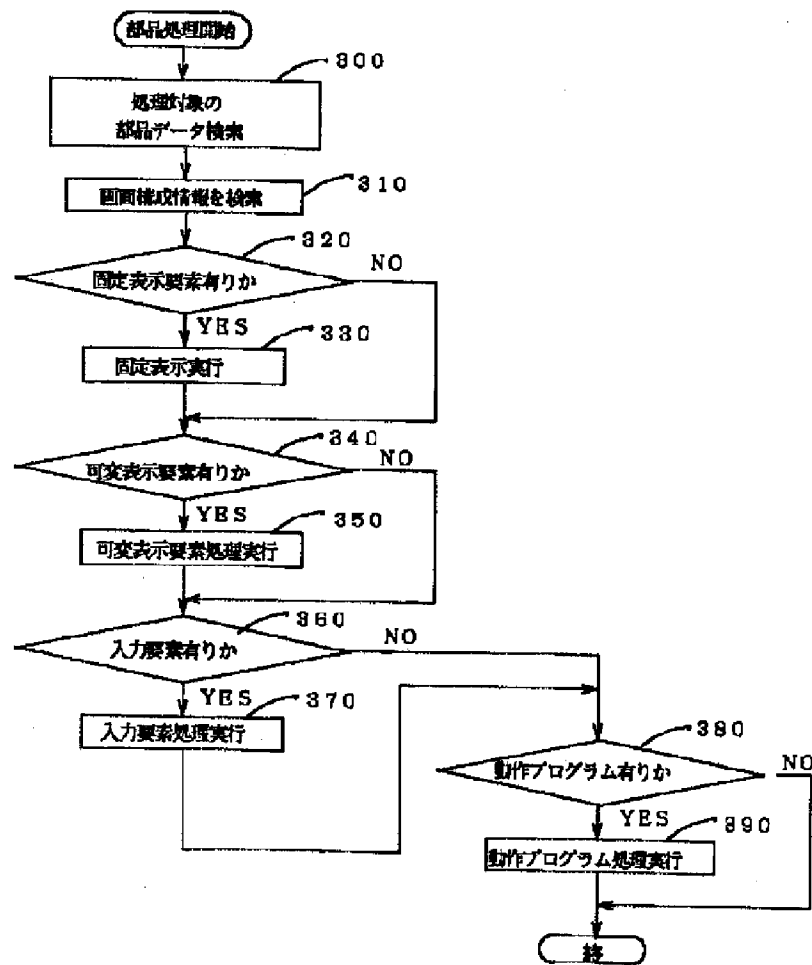 部品処理開始
300
処理対象の
部品データ検索
310
画面構成情報を検索
320
固定表示要素有りか
NO
YES
330
固定表示実行
340
可変表示要素有りか
NO
YES
350
可変表示要素処理実行
360
入力要素有りか
NO
YES
370
入力要素処理実行
380
動作プログラム有りか
NO
YES
390
動作プログラム処理実行
終